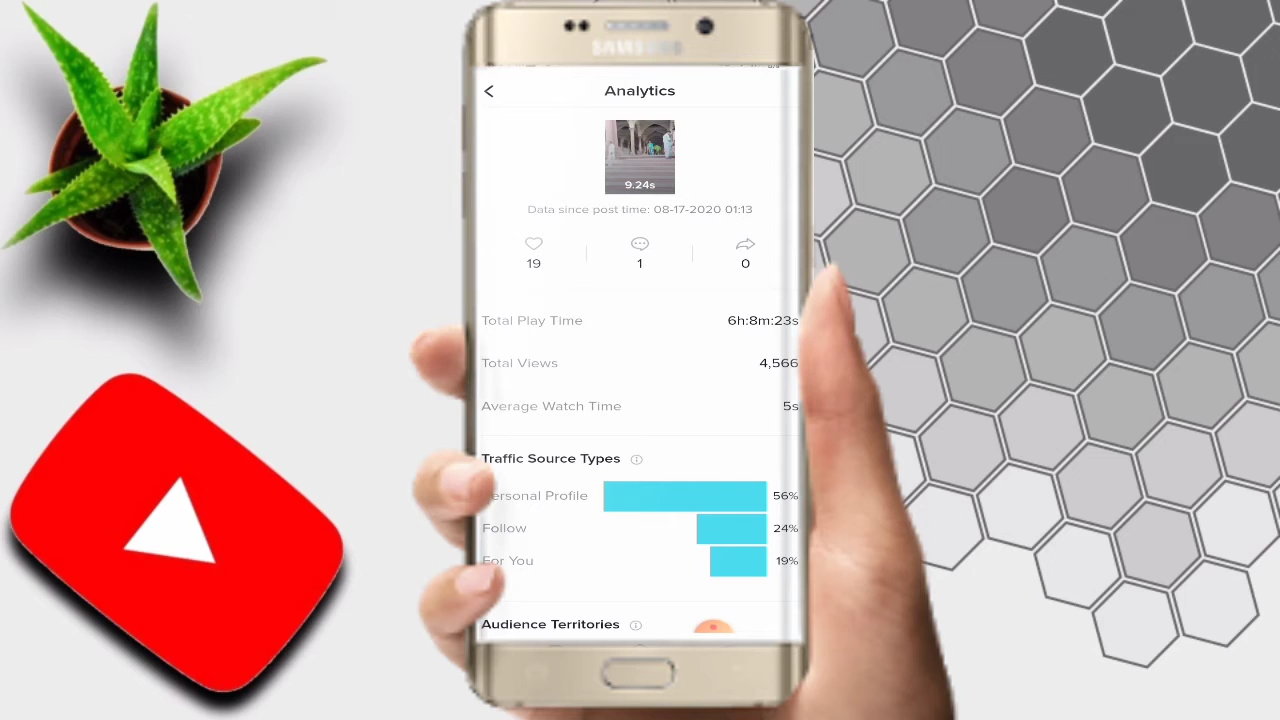 SAMSUNG
Analytics
9.24s
Data since post time: 08-17-2020 01:13
19 1 0
Total Play Time 6h:8m:23s
Total Views 4,566
Average Watch Time 5s
Traffic Source Types
Personal Profile 56%
Follow 24%
For You 19%
Audience Territories